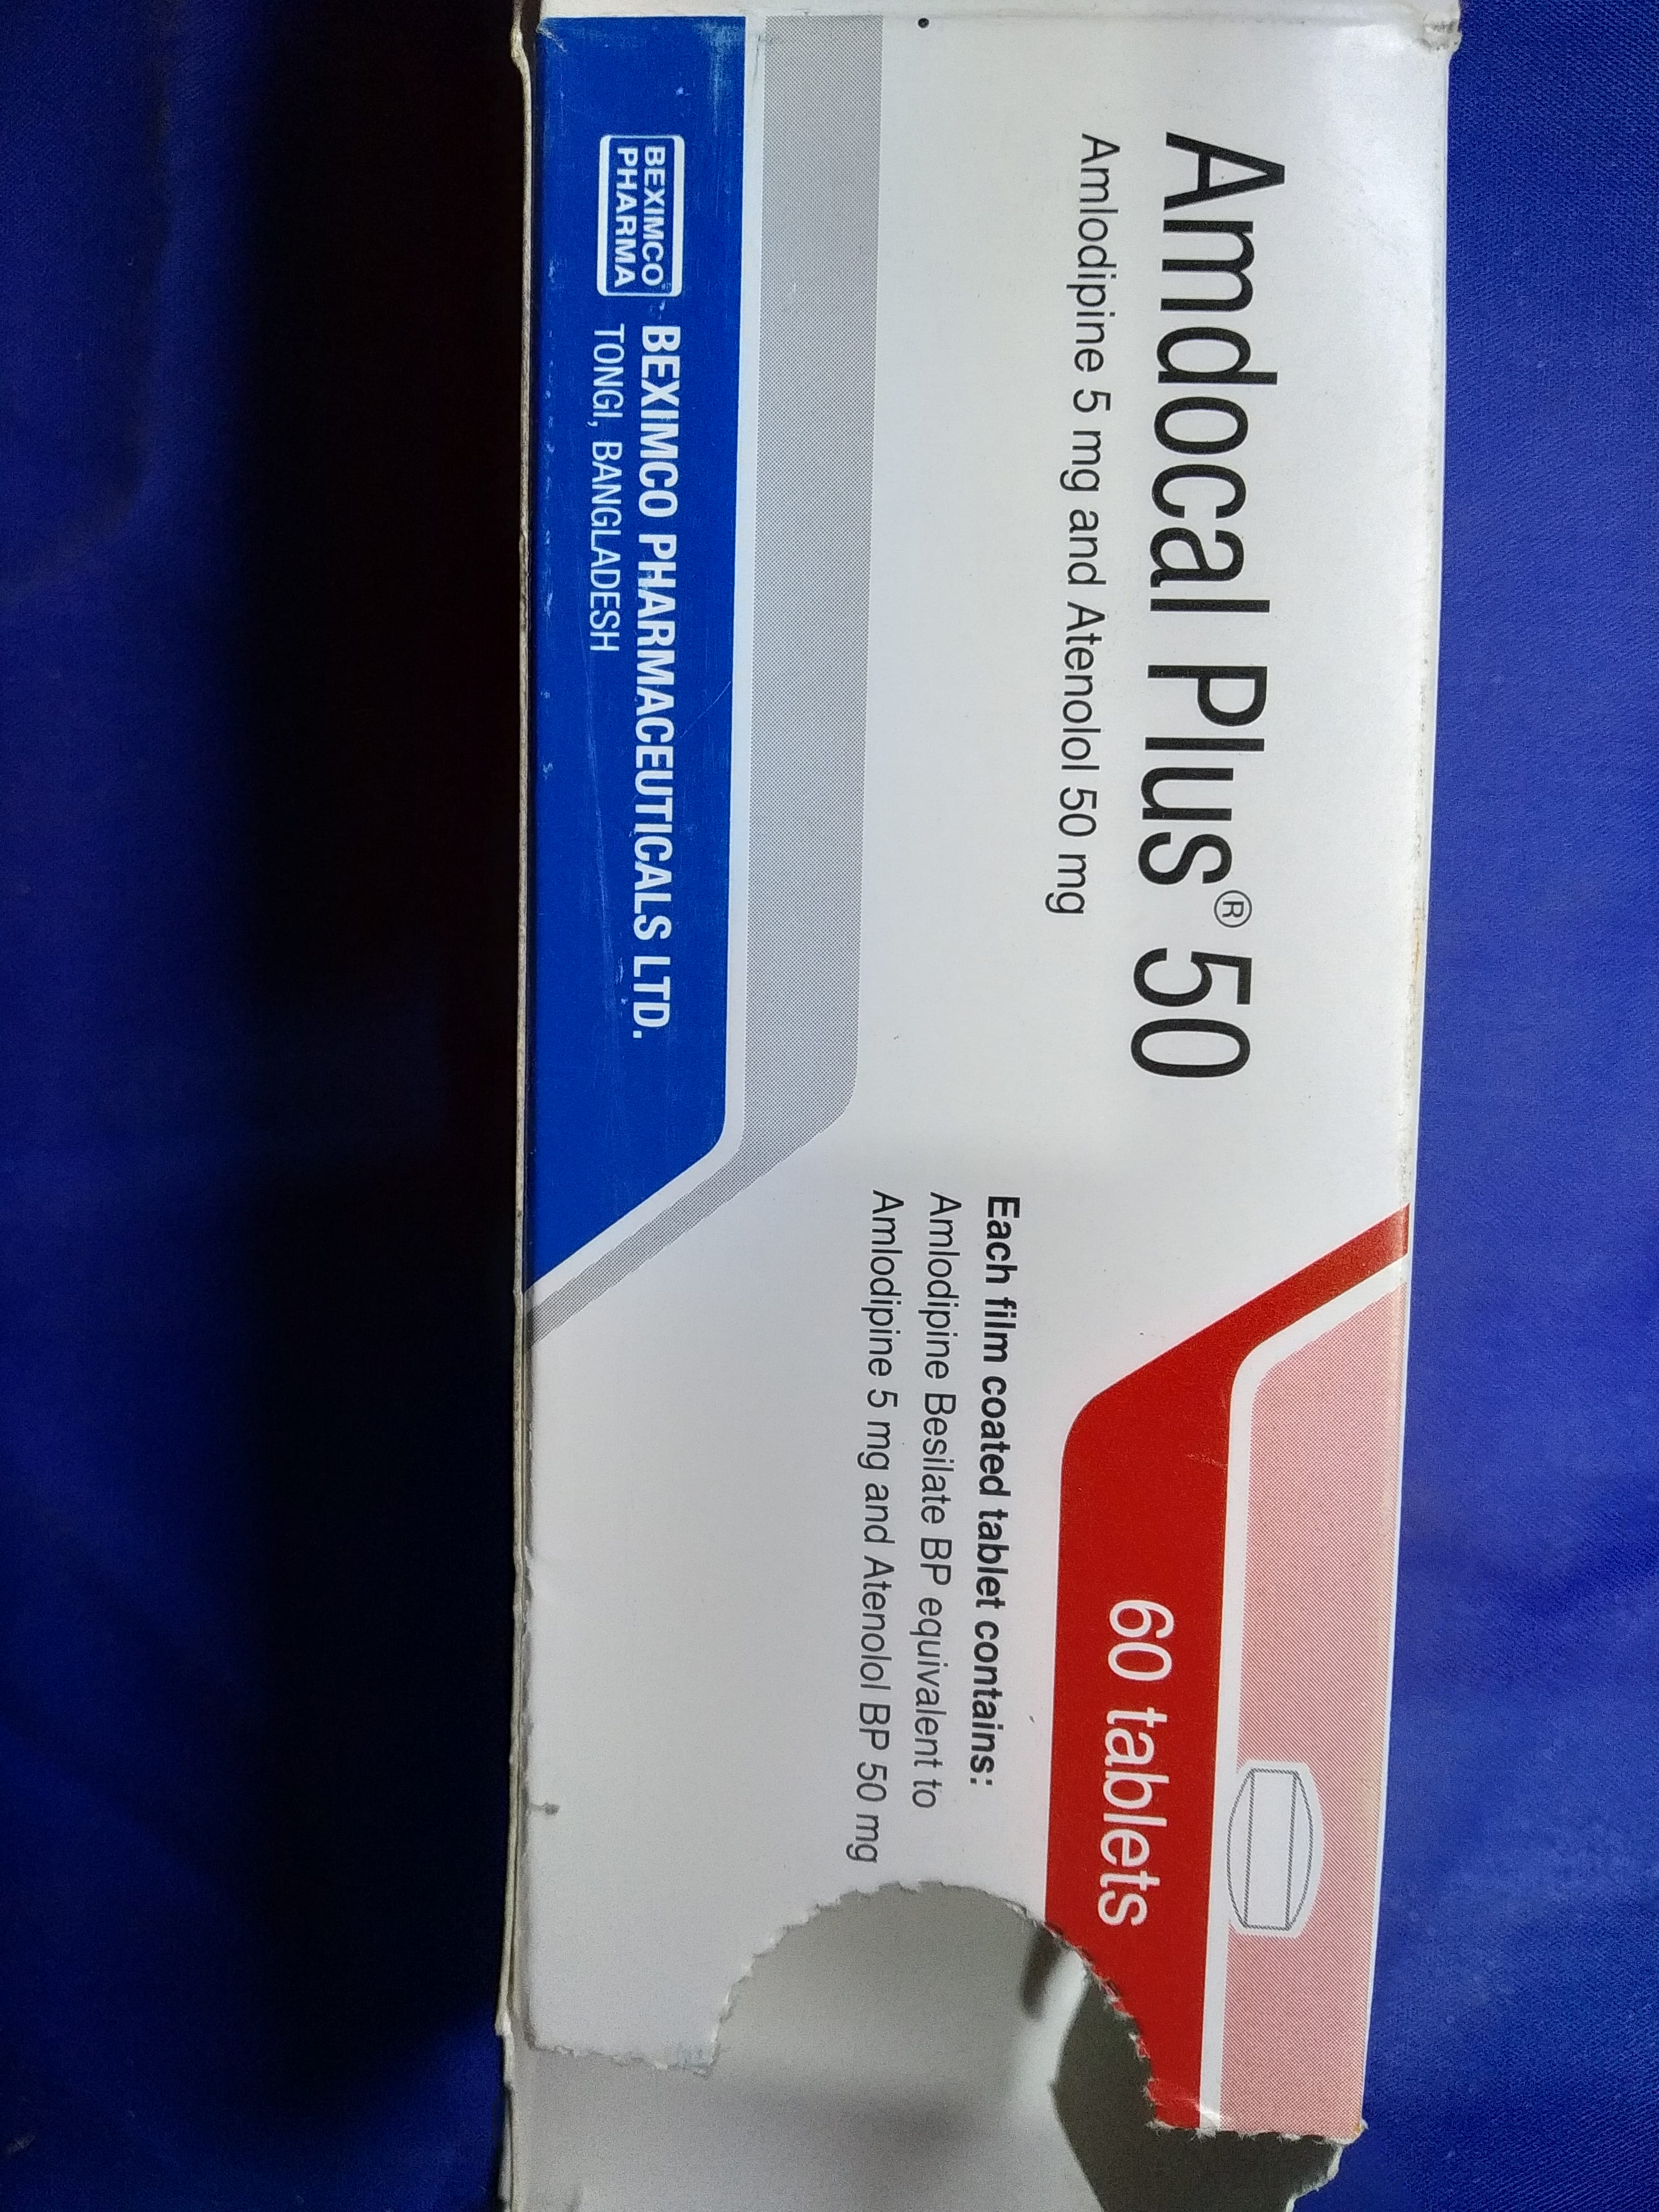 Amdocal Plus® 50
Amlodipine 5 mg and Atenolol 50 mg
60 tablets
Each film coated tablet contains:
Amlodipine Besilate BP equivalent to
Amlodipine 5 mg and Atenolol BP 50 mg
BEXIMCO
PHARMA
BEXIMCO PHARMACEUTICALS LTD.
TONGI, BANGLADESH